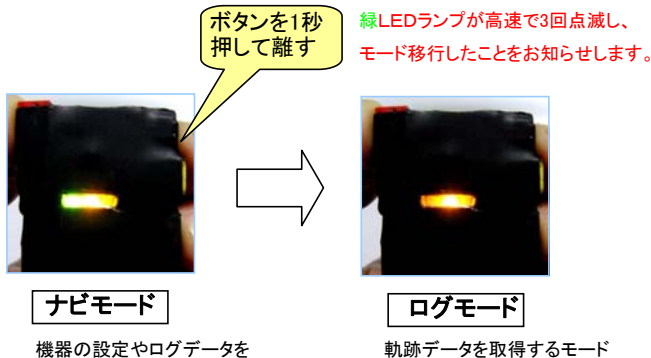 ボタンを1秒
押して離す
緑LEDランプが高速で3回点滅し、
モード移行したことをお知らせします。
ナビモード
ログモード
機器の設定やログデータを
軌跡データを取得するモード